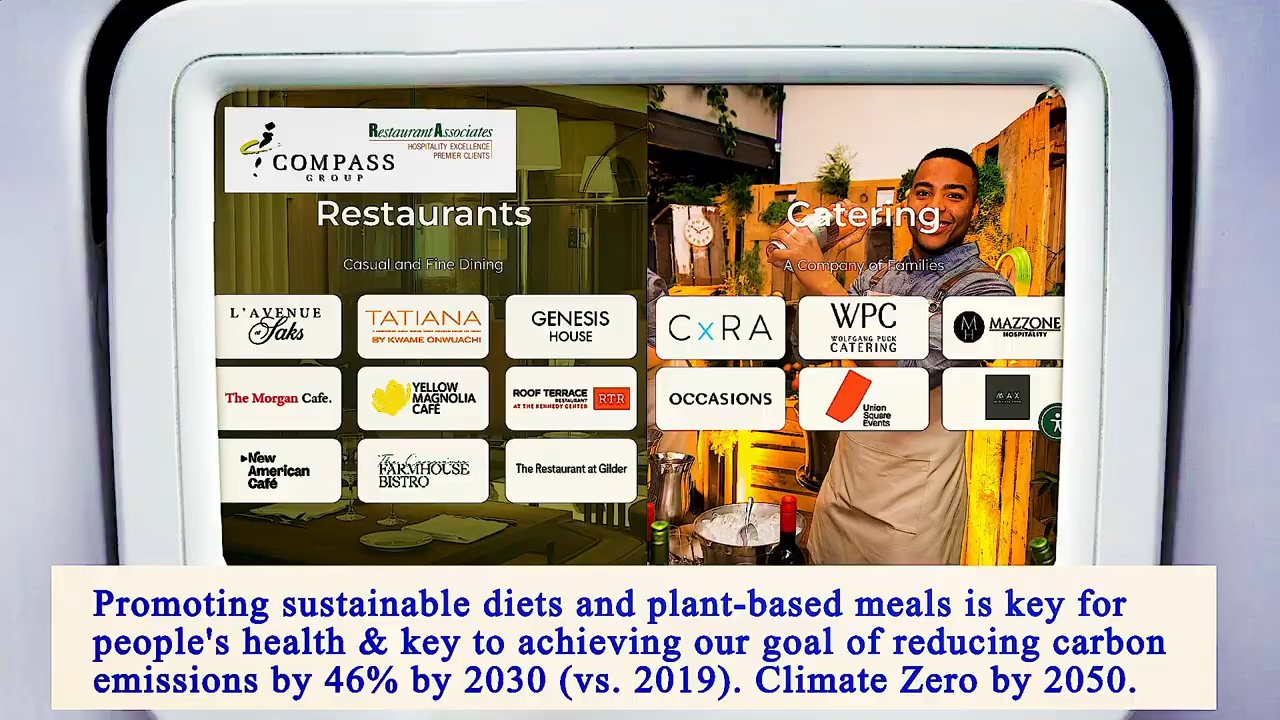 COMPASS
GROUP
Restaurant Associates
HOSPITALITY EXCELLENCE
PREMIER CLIENTS
Restaurants
Casual and Fine Dining
L'AVENUE
at Saks
TATIANA
BY KWAME ONWUACHI
GENESIS
HOUSE
The Morgan Cafe.
YELLOW
MAGNOLIA
CAFÉ
ROOF TERRACE
RESTAURANT
AT THE KENNEDY CENTER
RTR
New
American
Café
FARMHOUSE
BISTRO
The Restaurant at Gilder
Catering
A Company of Families
CxRA
WPC
WOLFGANG PUCK
CATERING
MH
MAZZONE
HOSPITALITY
OCCASIONS
Union
Square
Events
MAX
Promoting sustainable diets and plant-based meals is key for
people's health & key to achieving our goal of reducing carbon
emissions by 46% by 2030 (vs. 2019). Climate Zero by 2050.